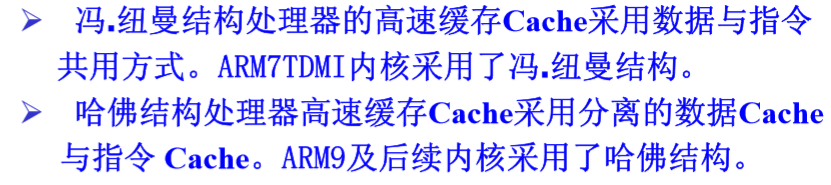 ➢ 冯.纽曼结构处理器的高速缓存Cache采用数据与指令
共用方式。ARM7TDMI内核采用了冯.纽曼结构。
➢ 哈佛结构处理器高速缓存Cache采用分离的数据Cache
与指令 Cache。ARM9及后续内核采用了哈佛结构。